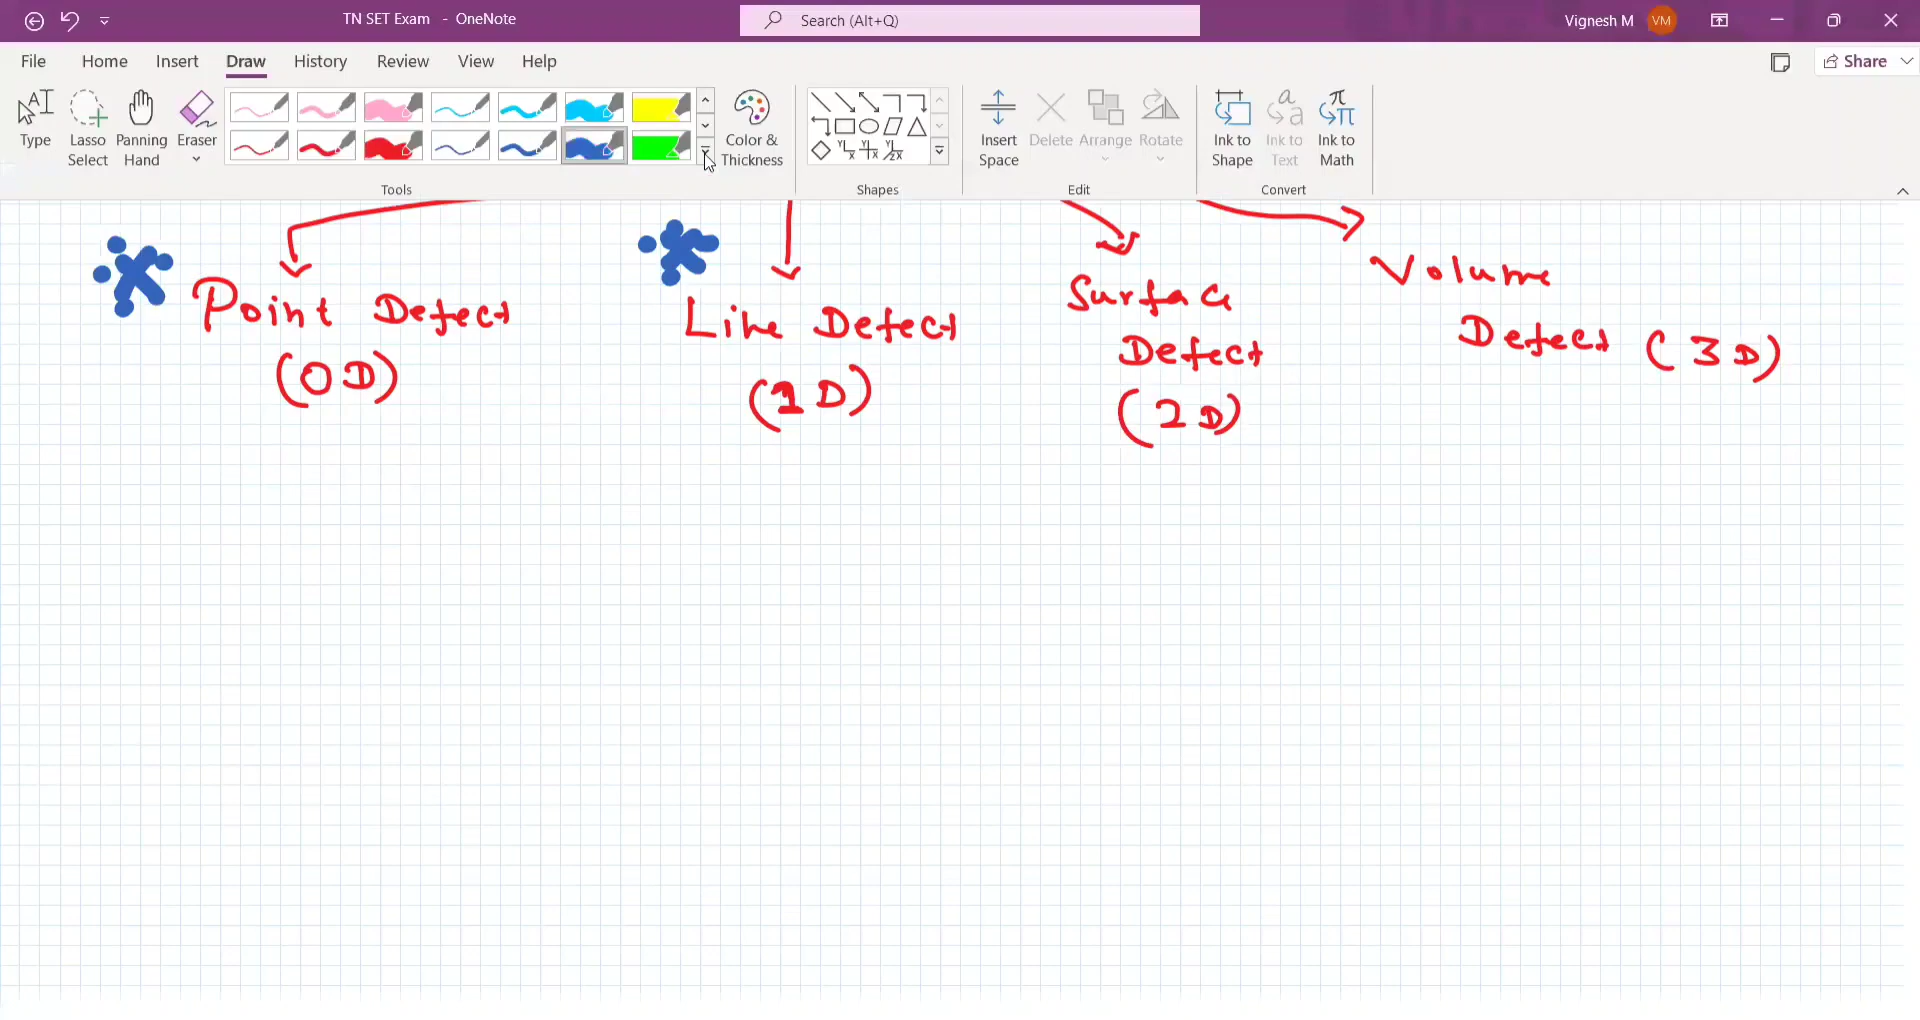 TN SET Exam - OneNote
Search (Alt+Q)
Vignesh M
VM
File Home Insert Draw History Review View Help
Share
Type
Lasso Select
Panning Hand
Eraser
Color & Thickness
Insert Space
Delete
Arrange
Rotate
Ink to Shape
Ink to Text
Ink to Math
Tools
Shapes
Edit
Convert
Point Defect
(0D)
Line Defect
(1D)
Surface
Defect
(2D)
Volume
Defect (3D)